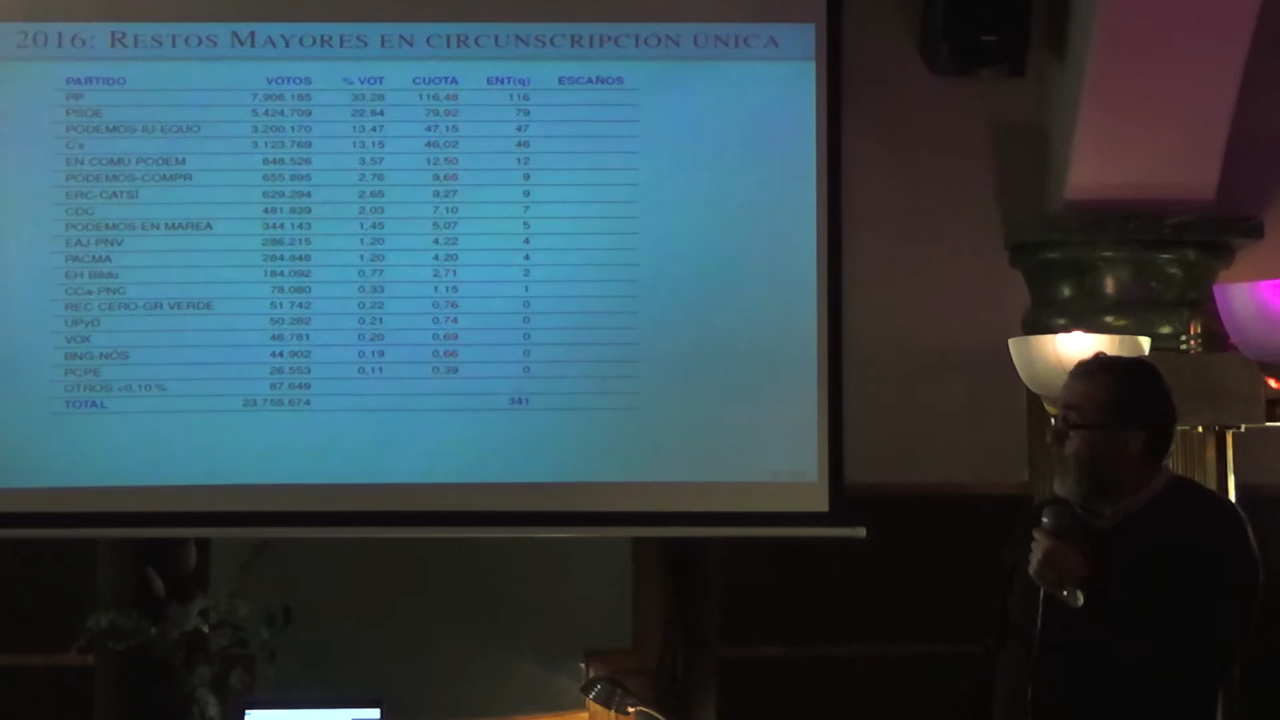 2016: RESTOS MAYORES EN CIRCUNSCRIPCIÓN ÚNICA
PARTIDO VOTOS % VOT CUOTA ENT(q) ESCAÑOS
PP 7.906.185 33,28 116,48 116
PSOE 5.424.709 22,84 79,92 79
PODEMOS-IU-EQUO 3.200.170 13,47 47,15 47
C's 3.123.769 13,15 46,02 46
EN COMÚ PODEM 848.526 3,57 12,50 12
PODEMOS-COMPR 655.895 2,76 9,66 9
ERC-CATSÍ 629.294 2,65 9,27 9
CDC 481.839 2,03 7,10 7
PODEMOS-EN MAREA 344.143 1,45 5,07 5
EAJ-PNV 286.215 1,20 4,22 4
PACMA 284.848 1,20 4,20 4
EH Bildu 184.092 0,77 2,71 2
CCa-PNC 78.080 0,33 1,15 1
REC CERO-GR VERDE 51.742 0,22 0,76 0
UPyD 50.282 0,21 0,74 0
VOX 46.781 0,20 0,69 0
BNG-NÓS 44.902 0,19 0,66 0
PCPE 26.553 0,11 0,39 0
OTROS <0,10 % 87.649
TOTAL 23.755.674 341